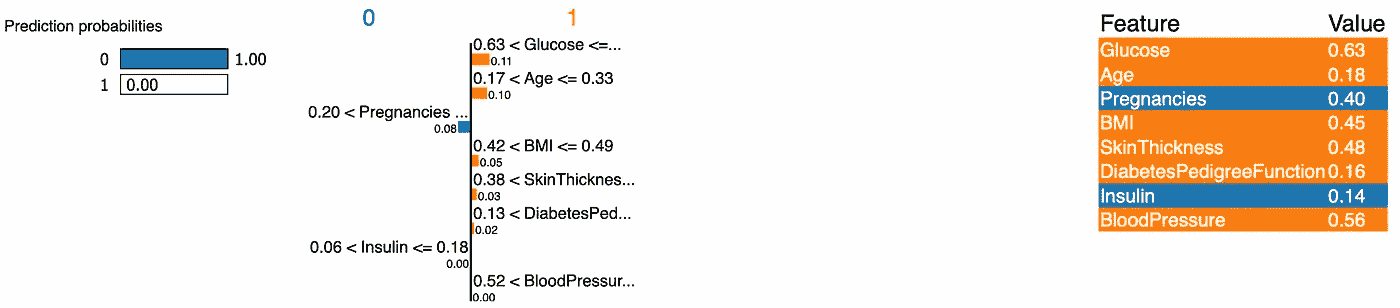 Prediction probabilities
0 1.00
1 0.00
0 1
0.63 < Glucose <=...
0.11
0.17 < Age <= 0.33
0.10
0.20 < Pregnancies ...
0.08
0.42 < BMI <= 0.49
0.05
0.38 < SkinThicknes...
0.03
0.13 < DiabetesPed...
0.02
0.06 < Insulin <= 0.18
0.00
0.52 < BloodPressur...
0.00
Feature Value
Glucose 0.63
Age 0.18
Pregnancies 0.40
BMI 0.45
SkinThickness 0.48
DiabetesPedigreeFunction 0.16
Insulin 0.14
BloodPressure 0.56